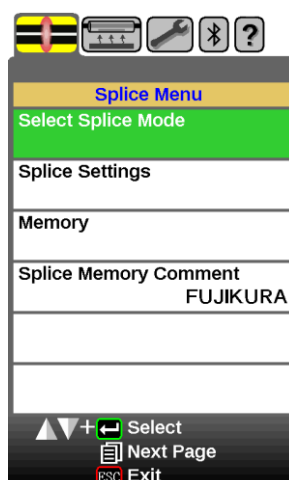 ?
Splice Menu
Select Splice Mode
Splice Settings
Memory
Splice Memory Comment
FUJIKURA
+ Select
Next Page
ESC Exit